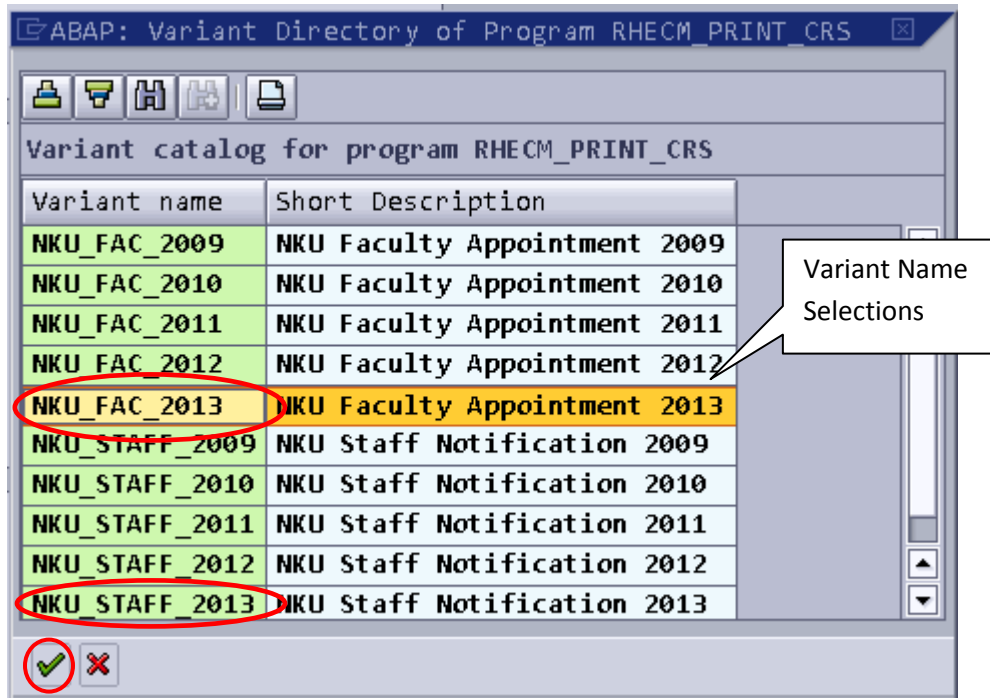 ABAP: Variant Directory of Program RHECM_PRINT_CRS
Variant catalog for program RHECM_PRINT_CRS
Variant name Short Description
NKU_FAC_2009 NKU Faculty Appointment 2009
NKU_FAC_2010 NKU Faculty Appointment 2010
NKU_FAC_2011 NKU Faculty Appointment 2011
NKU_FAC_2012 NKU Faculty Appointment 2012
NKU_FAC_2013 NKU Faculty Appointment 2013
NKU_STAFF_2009 NKU Staff Notification 2009
NKU_STAFF_2010 NKU Staff Notification 2010
NKU_STAFF_2011 NKU Staff Notification 2011
NKU_STAFF_2012 NKU Staff Notification 2012
NKU_STAFF_2013 NKU Staff Notification 2013
Variant Name
Selections